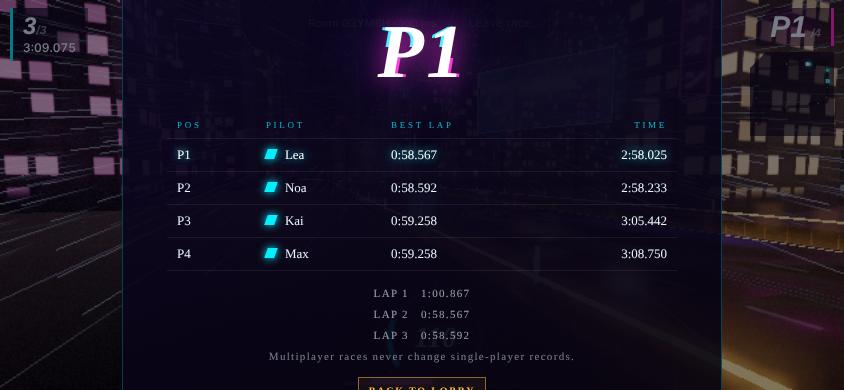 3/3
3:09.075
P1 /4
P1
POS PILOT BEST LAP TIME
P1 Lea 0:58.567 2:58.025
P2 Noa 0:58.592 2:58.233
P3 Kai 0:59.258 3:05.442
P4 Max 0:59.258 3:08.750
LAP 1 1:00.867
LAP 2 0:58.567
LAP 3 0:58.592
Multiplayer races never change single-player records.
BACK TO LOBBY